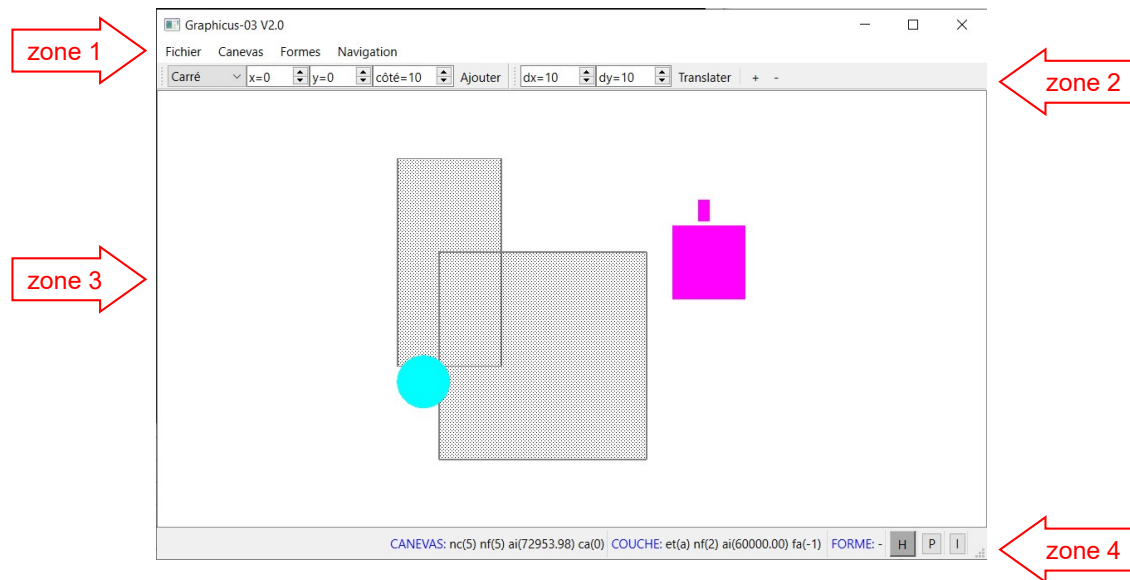 Graphicus-03 V2.0
zone 1
Fichier Canevas Formes Navigation
Carré x=0 y=0 côté=10 Ajouter dx=10 dy=10 Translater + -
zone 2
zone 3
CANEVAS: nc(5) nf(5) ai(72953.98) ca(0) COUCHE: et(a) nf(2) ai(60000.00) fa(-1) FORME: - H P I
zone 4